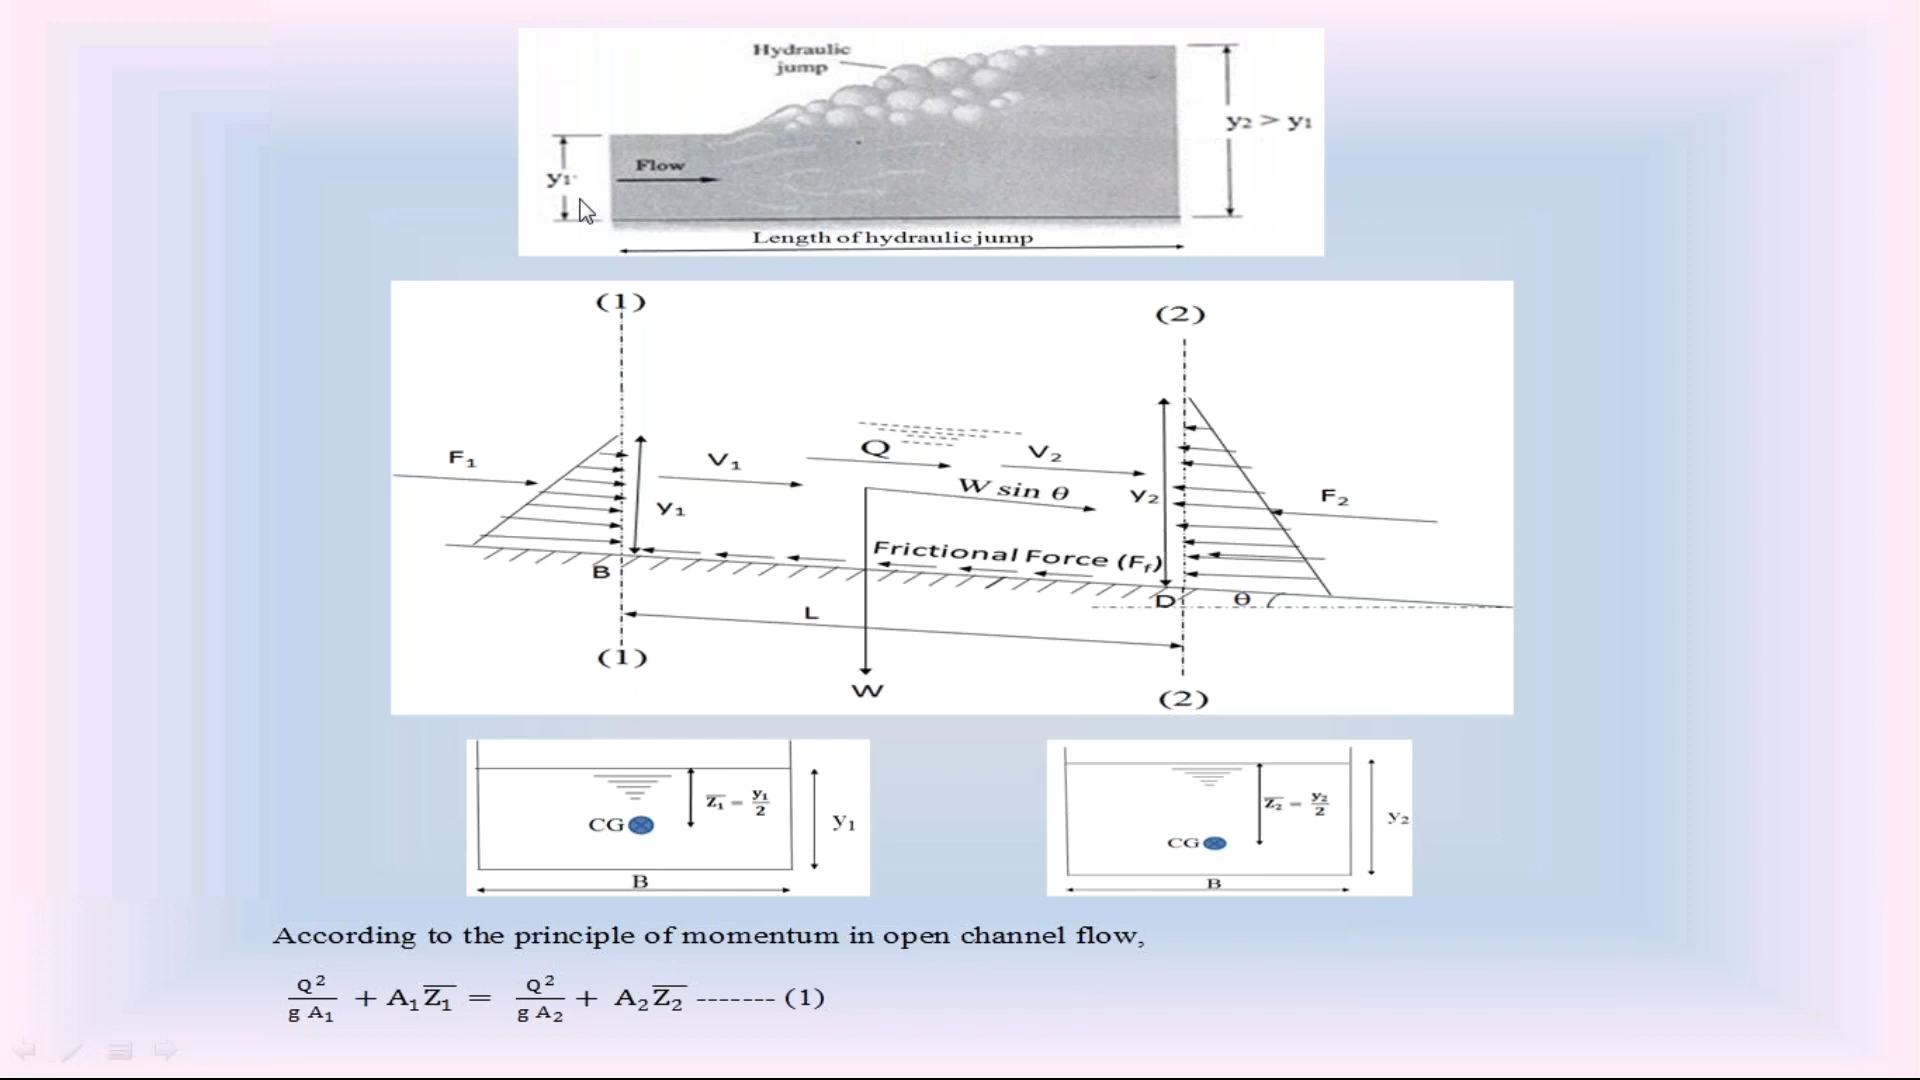 Hydraulic
jump
y₂ > y₁
Flow
y₁
Length of hydraulic jump
(1)
(2)
F₁
V₁
Q
V₂
W sin θ
y₂
F₂
y₁
Frictional Force (F_f)
B
D
θ
L
(1)
W
(2)
Z̅₁ = y₁/2
CG
y₁
B
Z̅₂ = y₂/2
CG
y₂
B
According to the principle of momentum in open channel flow,
Q²/(g A₁) + A₁Z̅₁ = Q²/(g A₂) + A₂Z̅₂ ------- (1)